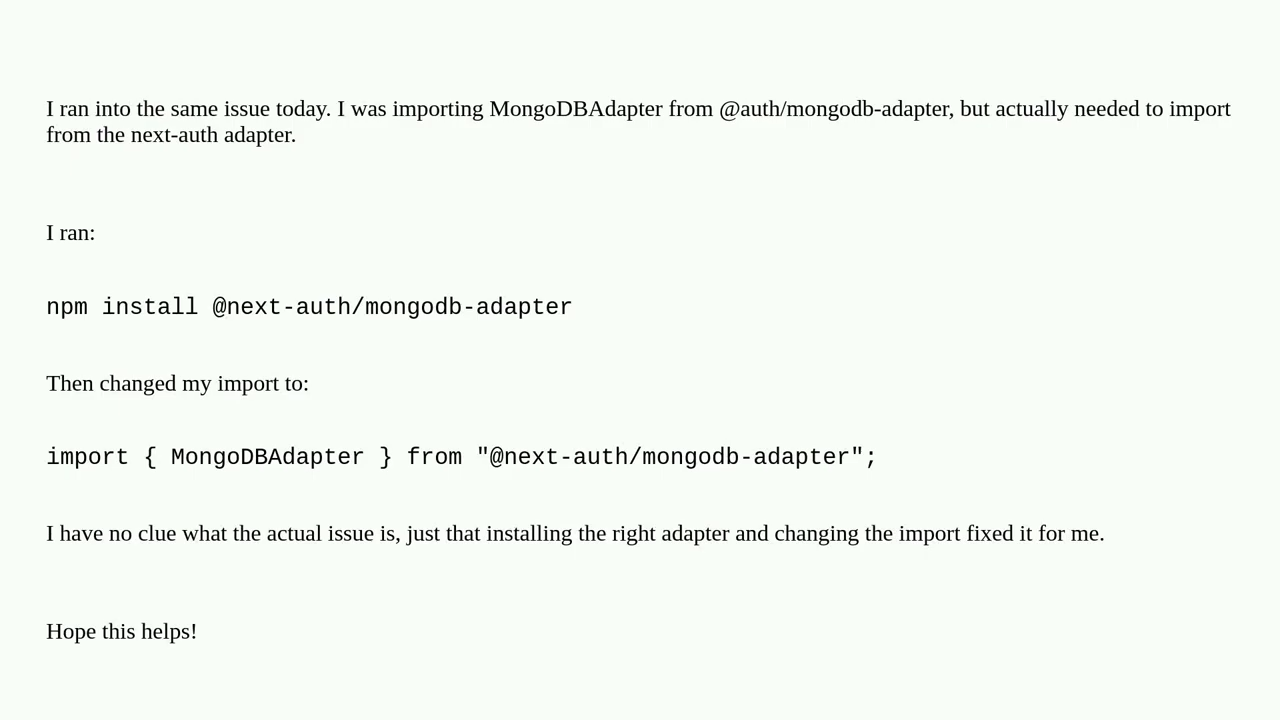 I ran into the same issue today. I was importing MongoDBAdapter from @auth/mongodb-adapter, but actually needed to import
from the next-auth adapter.
I ran:
npm install @next-auth/mongodb-adapter
Then changed my import to:
import { MongoDBAdapter } from "@next-auth/mongodb-adapter";
I have no clue what the actual issue is, just that installing the right adapter and changing the import fixed it for me.
Hope this helps!